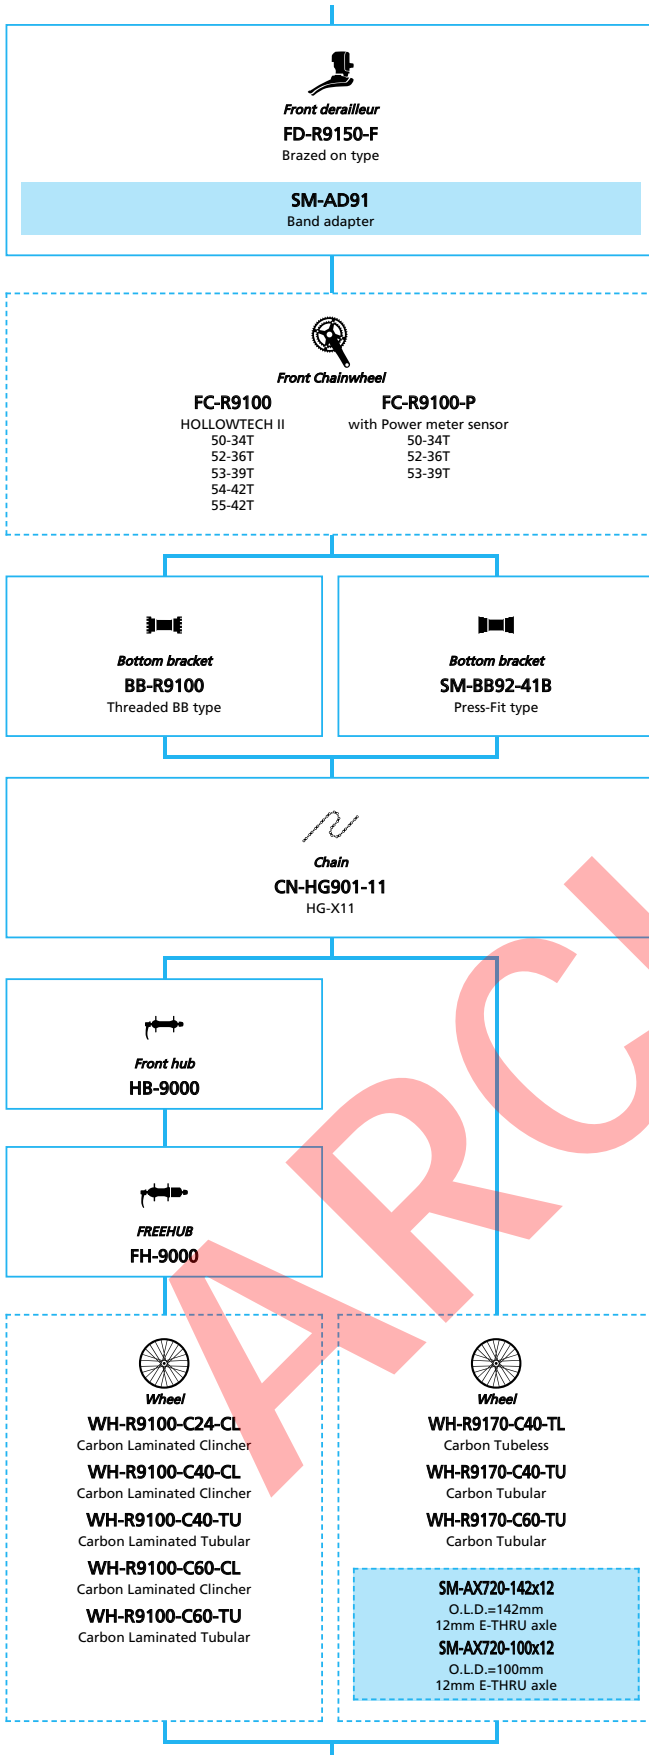 Front derailleur
FD-R9150-F
Brazed on type
SM-AD91
Band adapter
Front Chainwheel
FC-R9100
HOLLOWTECH II
50-34T
52-36T
53-39T
54-42T
55-42T
FC-R9100-P
with Power meter sensor
50-34T
52-36T
53-39T
Bottom bracket
BB-R9100
Threaded BB type
Bottom bracket
SM-BB92-41B
Press-Fit type
Chain
CN-HG901-11
HG-X11
Front hub
HB-9000
FREEHUB
FH-9000
Wheel
WH-R9100-C24-CL
Carbon Laminated Clincher
WH-R9100-C40-CL
Carbon Laminated Clincher
WH-R9100-C40-TU
Carbon Laminated Tubular
WH-R9100-C60-CL
Carbon Laminated Clincher
WH-R9100-C60-TU
Carbon Laminated Tubular
Wheel
WH-R9170-C40-TL
Carbon Tubeless
WH-R9170-C40-TU
Carbon Tubular
WH-R9170-C60-TU
Carbon Tubular
SM-AX720-142x12
O.L.D.=142mm
12mm E-THRU axle
SM-AX720-100x12
O.L.D.=100mm
12mm E-THRU axle